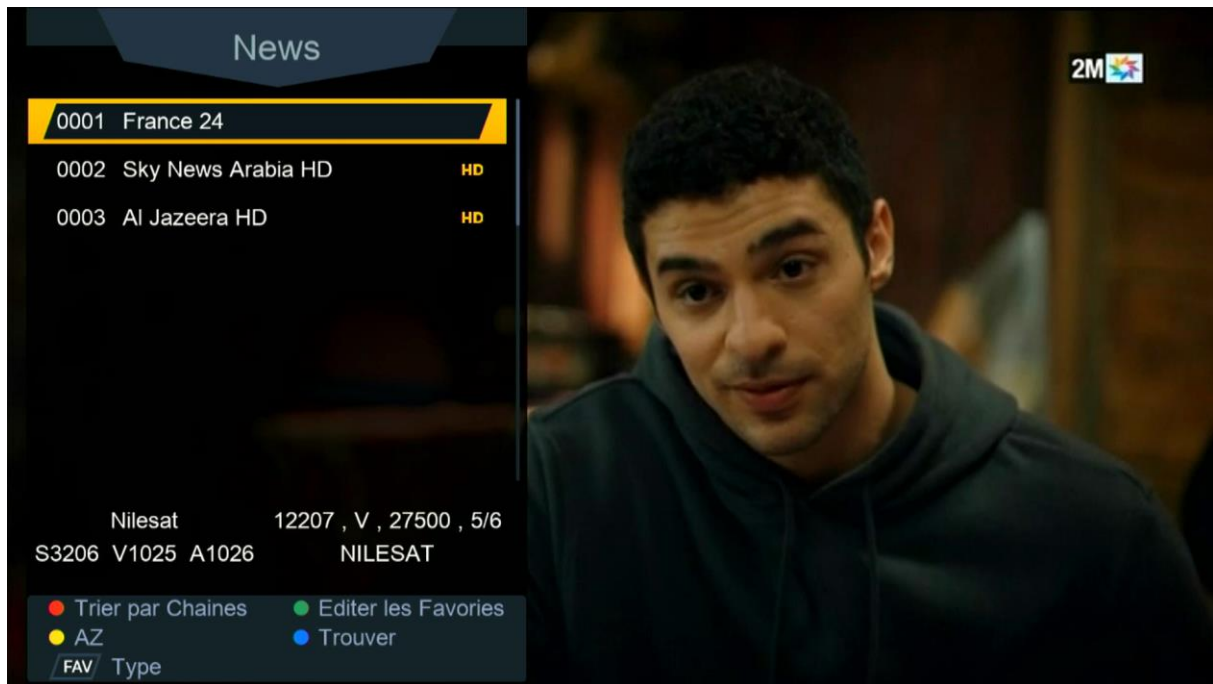 News
2M
0001 France 24
0002 Sky News Arabia HD HD
0003 Al Jazeera HD HD
Nilesat 12207 , V , 27500 , 5/6
S3206 V1025 A1026 NILESAT
Trier par Chaines Editer les Favories
AZ Trouver
FAV Type